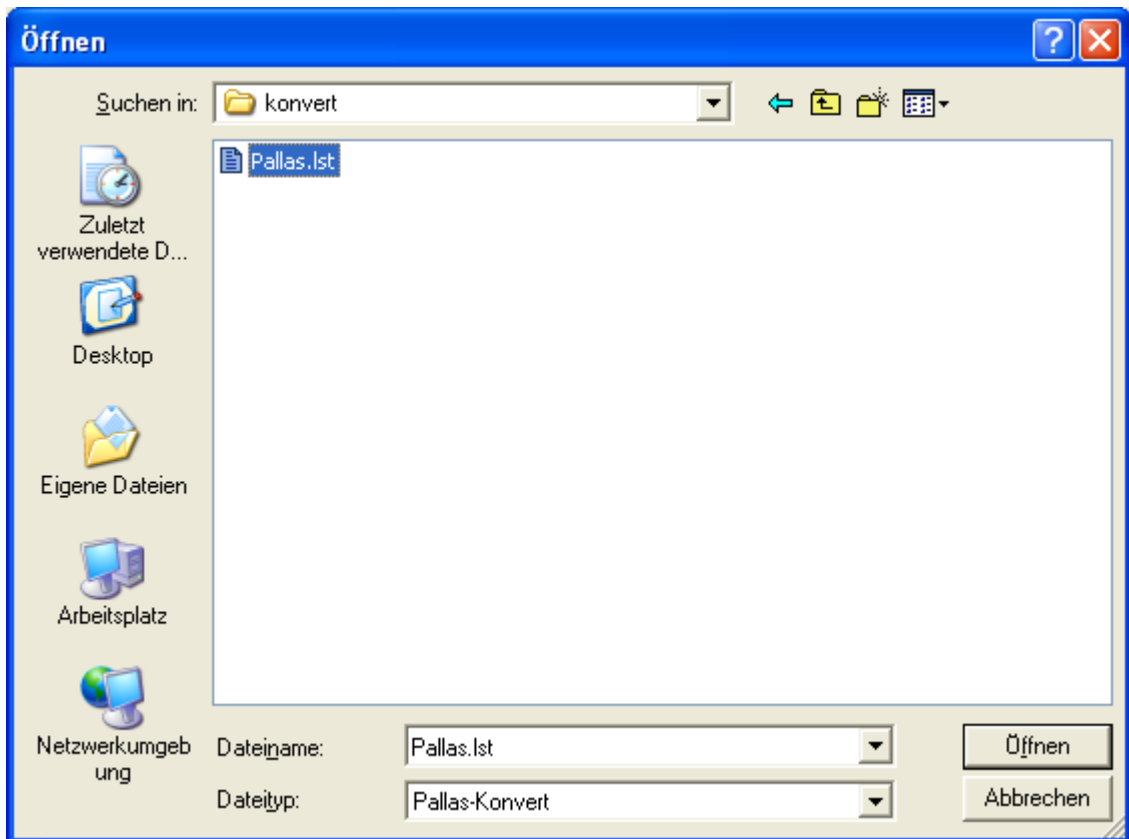 Öffnen
Suchen in:
konvert
Pallas.lst
Zuletzt
verwendete D...
Desktop
Eigene Dateien
Arbeitsplatz
Netzwerkumgeb
ung
Dateiname:
Pallas.lst
Öffnen
Dateityp:
Pallas-Konvert
Abbrechen